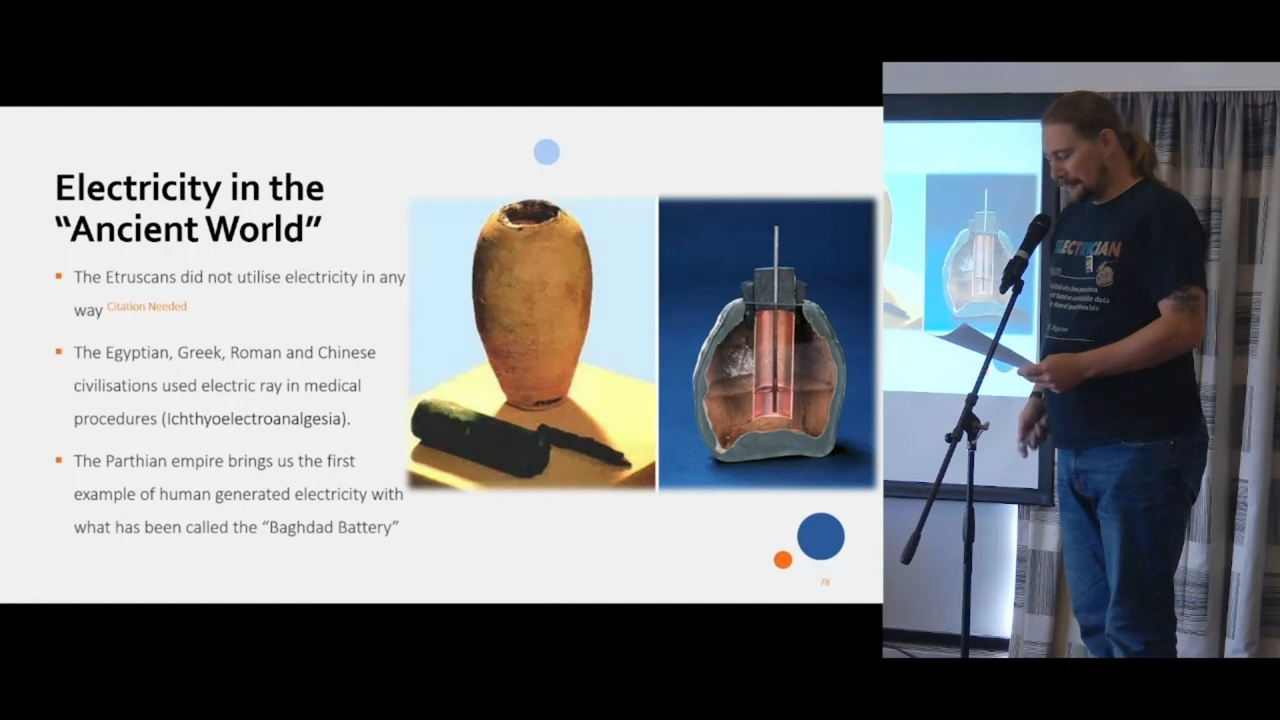 Electricity in the
“Ancient World”
▪ The Etruscans did not utilise electricity in any
way Citation Needed
▪ The Egyptian, Greek, Roman and Chinese
civilisations used electric ray in medical
procedures (Ichthyoelectroanalgesia).
▪ The Parthian empire brings us the first
example of human generated electricity with
what has been called the “Baghdad Battery”
78
ELECTRICIAN